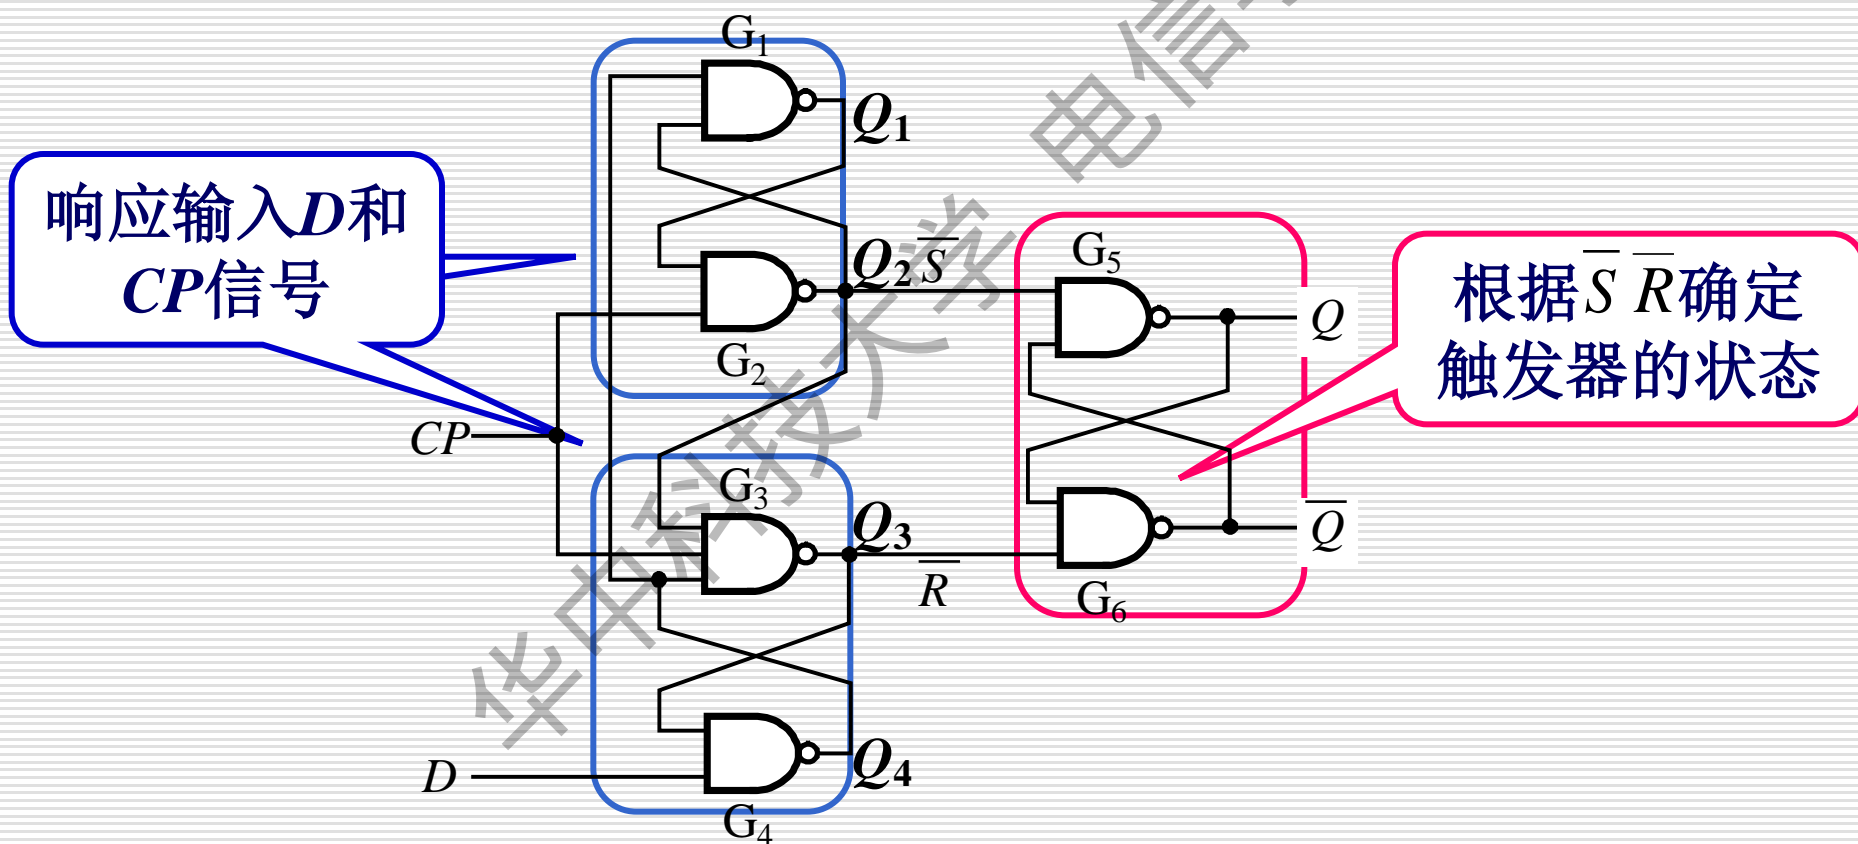 G₁
Q₁
响应输入D和
CP信号
Q₂ S̅
G₂
G₅
Q
根据S̅ R̅确定
触发器的状态
CP
G₃
Q₃
R̅
Q̅
G₆
D
Q₄
G₄
华中科技大学 电信